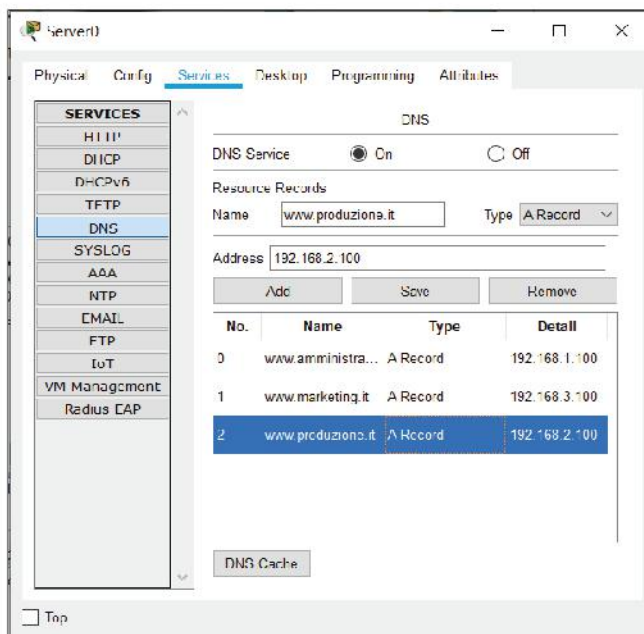 Server0
Physical Config Services Desktop Programming Attributes
SERVICES
HTTP
DHCP
DHCPv6
TFTP
DNS
SYSLOG
AAA
NTP
EMAIL
FTP
IoT
VM Management
Radius EAP
DNS
DNS Service On Off
Resource Records
Name www.produzione.it Type A Record
Address 192.168.2.100
Add Save Remove
No. Name Type Detail
0 www.amministra... A Record 192.168.1.100
1 www.marketing.it A Record 192.168.3.100
2 www.produzione.it A Record 192.168.2.100
DNS Cache
Top